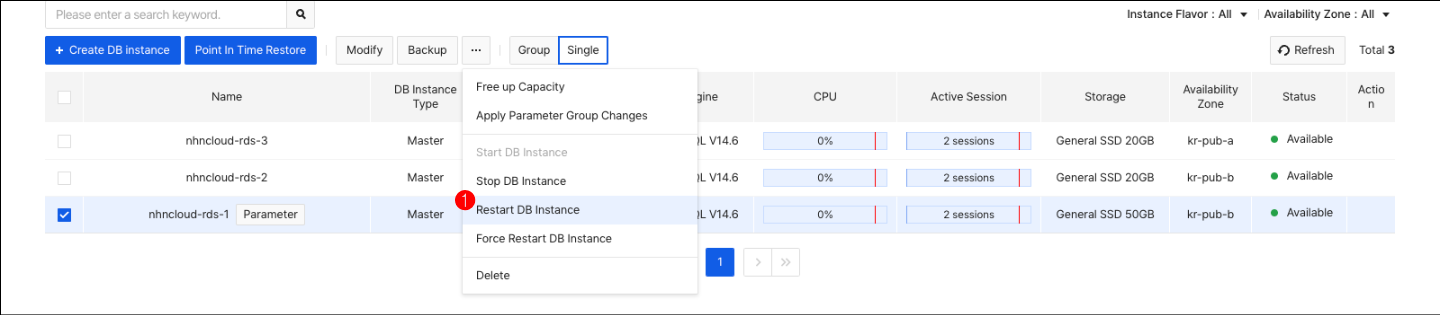 Please enter a search keyword.
Instance Flavor : All Availability Zone : All
+ Create DB instance Point In Time Restore Modify Backup ... Group Single Refresh Total 3
Name DB Instance Type gine CPU Active Session Storage Availability Zone Status Actio n
nhncloud-rds-3 Master QL V14.6 0% 2 sessions General SSD 20GB kr-pub-a Available
nhncloud-rds-2 Master QL V14.6 0% 2 sessions General SSD 20GB kr-pub-b Available
nhncloud-rds-1 Parameter Master QL V14.6 0% 2 sessions General SSD 50GB kr-pub-b Available
Free up Capacity
Apply Parameter Group Changes
Start DB Instance
Stop DB Instance
1 Restart DB Instance
Force Restart DB Instance
Delete
1 > >>